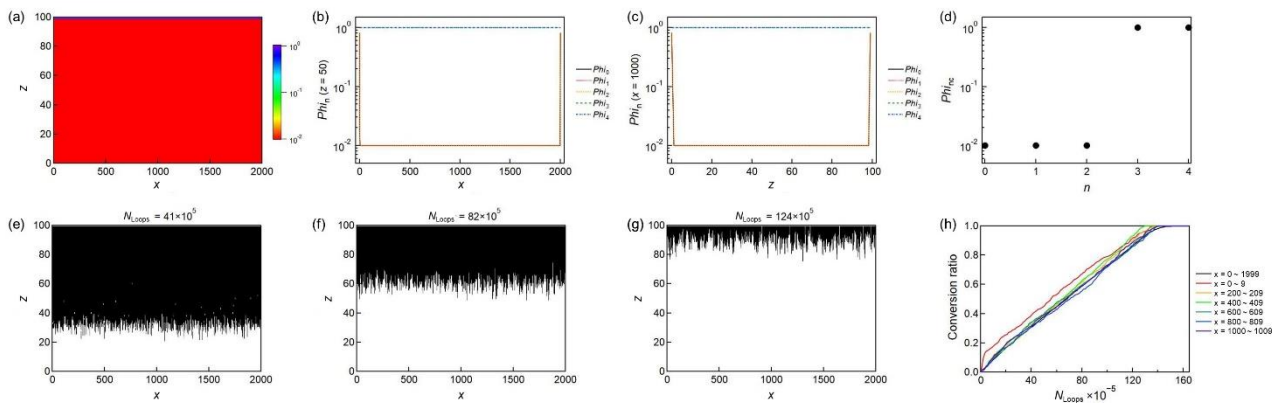 (a)
100
80
60
40
20
0
z
0 500 1000 1500 2000
x
10^0
10^-1
10^-2
(b)
10^0
10^-1
10^-2
Phi_n (z = 50)
0 500 1000 1500 2000
x
Phi_0
Phi_1
Phi_2
Phi_3
Phi_4
(c)
10^0
10^-1
10^-2
Phi_n (x = 1000)
0 20 40 60 80 100
z
Phi_0
Phi_1
Phi_2
Phi_3
Phi_4
(d)
10^0
10^-1
10^-2
Phi_nc
0 1 2 3 4
n
(e)
N_Loops = 41×10^5
100
80
60
40
20
0
z
0 500 1000 1500 2000
x
(f)
N_Loops = 82×10^5
100
80
60
40
20
0
z
0 500 1000 1500 2000
x
(g)
N_Loops = 124×10^5
100
80
60
40
20
0
z
0 500 1000 1500 2000
x
(h)
1.0
0.8
0.6
0.4
0.2
0.0
Conversion ratio
0 40 80 120 160
N_Loops ×10^-5
x = 0 ~ 1999
x = 0 ~ 9
x = 200 ~ 209
x = 400 ~ 409
x = 600 ~ 609
x = 800 ~ 809
x = 1000 ~ 1009